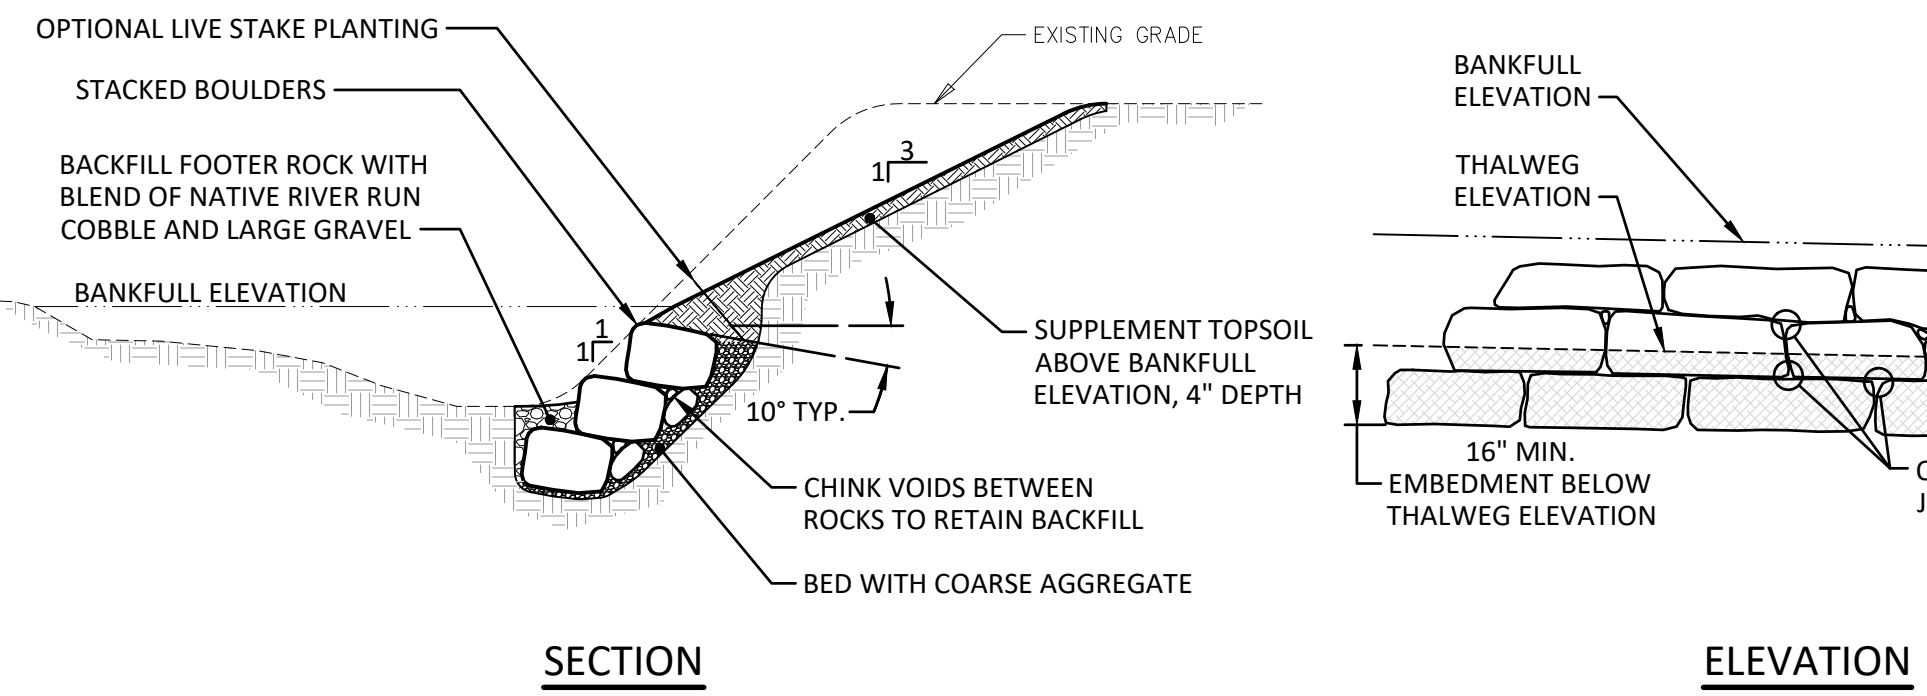 OPTIONAL LIVE STAKE PLANTING
STACKED BOULDERS
BACKFILL FOOTER ROCK WITH
BLEND OF NATIVE RIVER RUN
COBBLE AND LARGE GRAVEL
BANKFULL ELEVATION
EXISTING GRADE
3
1
1
1
10° TYP.
SUPPLEMENT TOPSOIL
ABOVE BANKFULL
ELEVATION, 4" DEPTH
CHINK VOIDS BETWEEN
ROCKS TO RETAIN BACKFILL
BED WITH COARSE AGGREGATE
SECTION
BANKFULL
ELEVATION
THALWEG
ELEVATION
16" MIN.
EMBEDMENT BELOW
THALWEG ELEVATION
ELEVATION